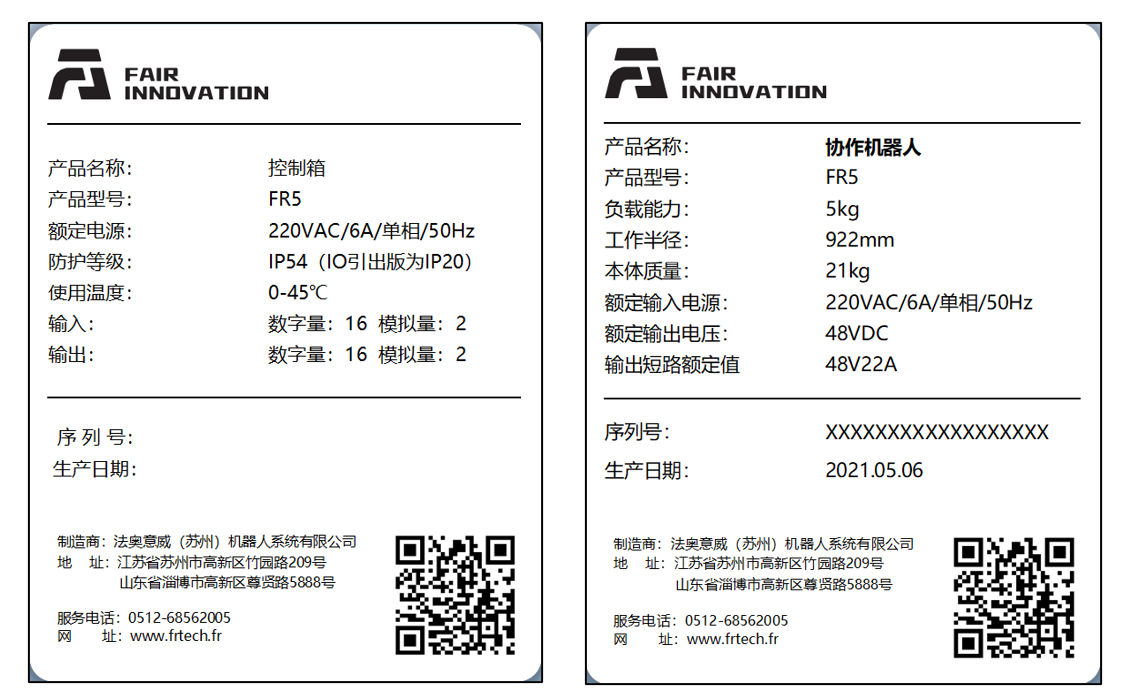 FAIR
INNOVATION
产品名称： 控制箱
产品型号： FR5
额定电源： 220VAC/6A/单相/50Hz
防护等级： IP54（IO引出版为IP20）
使用温度： 0-45℃
输入： 数字量：16 模拟量：2
输出： 数字量：16 模拟量：2
序 列 号：
生产日期：
制造商：法奥意威（苏州）机器人系统有限公司
地 址：江苏省苏州市高新区竹园路209号
山东省淄博市高新区尊贤路5888号
服务电话：0512-68562005
网 址：www.frtech.fr
FAIR
INNOVATION
产品名称： 协作机器人
产品型号： FR5
负载能力： 5kg
工作半径： 922mm
本体质量： 21kg
额定输入电源： 220VAC/6A/单相/50Hz
额定输出电压： 48VDC
输出短路额定值 48V22A
序列号： XXXXXXXXXXXXXXXXXX
生产日期： 2021.05.06
制造商：法奥意威（苏州）机器人系统有限公司
地 址：江苏省苏州市高新区竹园路209号
山东省淄博市高新区尊贤路5888号
服务电话：0512-68562005
网 址：www.frtech.fr